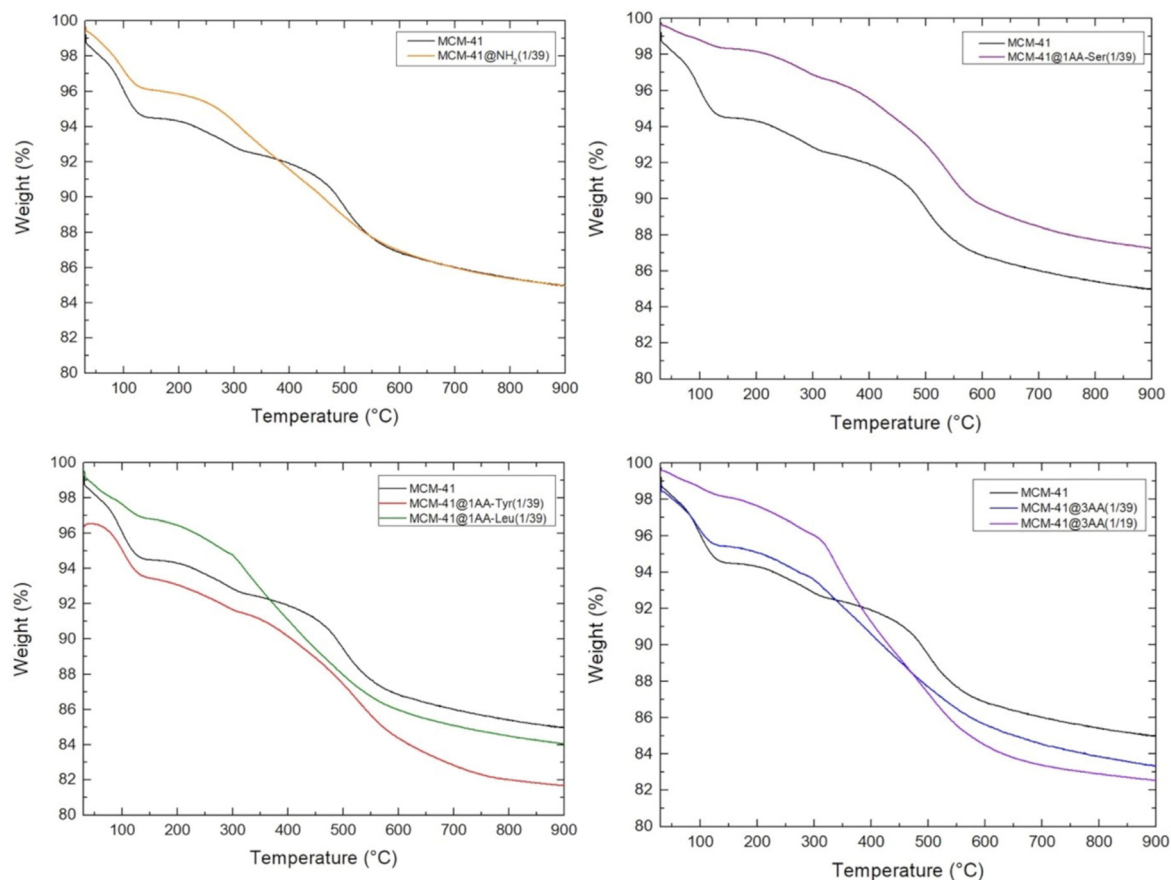 MCM-41
MCM-41@NH₂(1/39)
100
98
96
94
92
90
88
86
84
82
80
Weight (%)
100 200 300 400 500 600 700 800 900
Temperature (°C)
MCM-41
MCM-41@1AA-Ser(1/39)
100
98
96
94
92
90
88
86
84
82
80
Weight (%)
100 200 300 400 500 600 700 800 900
Temperature (°C)
MCM-41
MCM-41@1AA-Tyr(1/39)
MCM-41@1AA-Leu(1/39)
100
98
96
94
92
90
88
86
84
82
80
Weight (%)
100 200 300 400 500 600 700 800 900
Temperature (°C)
MCM-41
MCM-41@3AA(1/39)
MCM-41@3AA(1/19)
100
98
96
94
92
90
88
86
84
82
80
Weight (%)
100 200 300 400 500 600 700 800 900
Temperature (°C)